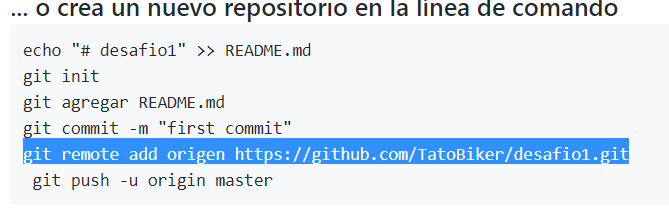 ... o crea un nuevo repositorio en la línea de comando
echo "# desafio1" >> README.md
git init
git agregar README.md
git commit -m "first commit"
git remote add origen https://github.com/TatoBiker/desafio1.git
git push -u origin master